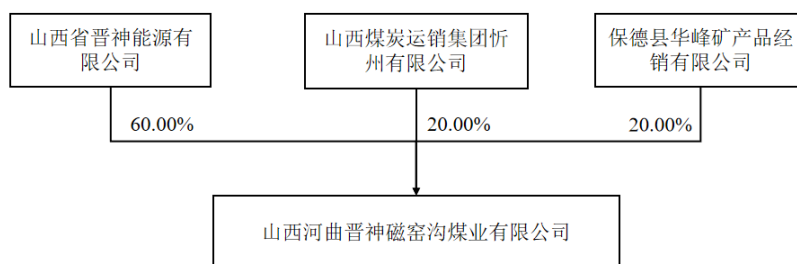 山西省晋神能源有
限公司
山西煤炭运销集团忻
州有限公司
保德县华峰矿产品经
销有限公司
60.00%
20.00%
20.00%
山西河曲晋神磁窑沟煤业有限公司